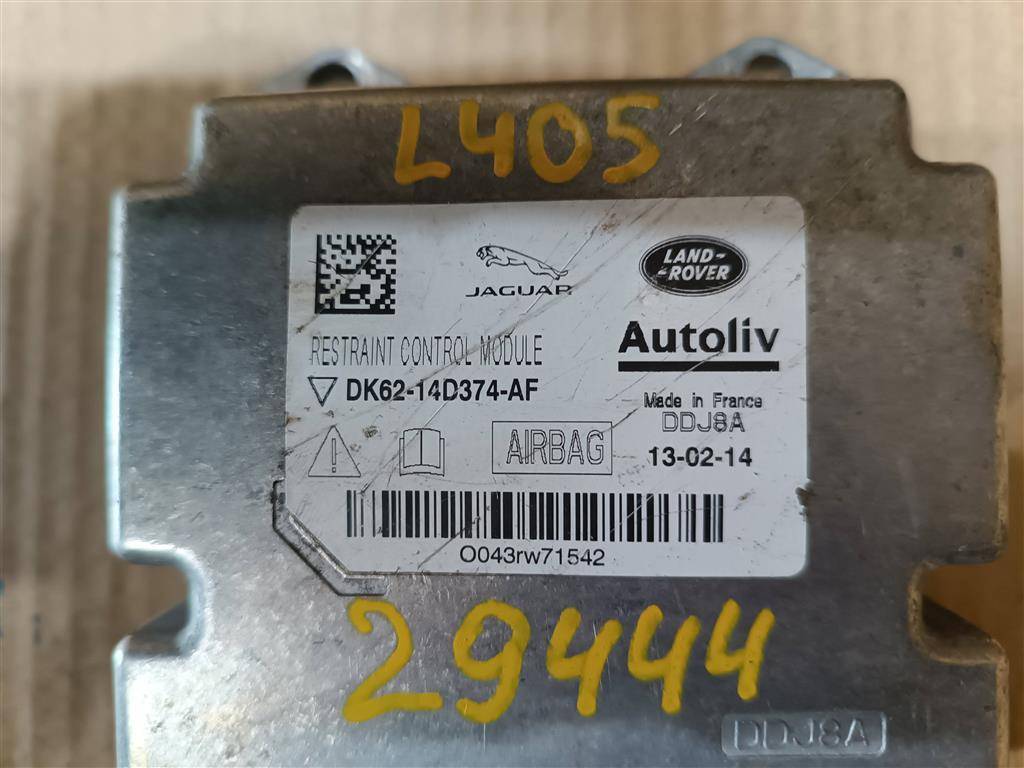 L405
JAGUAR
LAND-
-ROVER
Autoliv
RESTRAINT CONTROL MODULE
DK62-14D374-AF
Made in France
DDJ8A
AIRBAG
13-02-14
O043rw71542
29444
DDJ8A